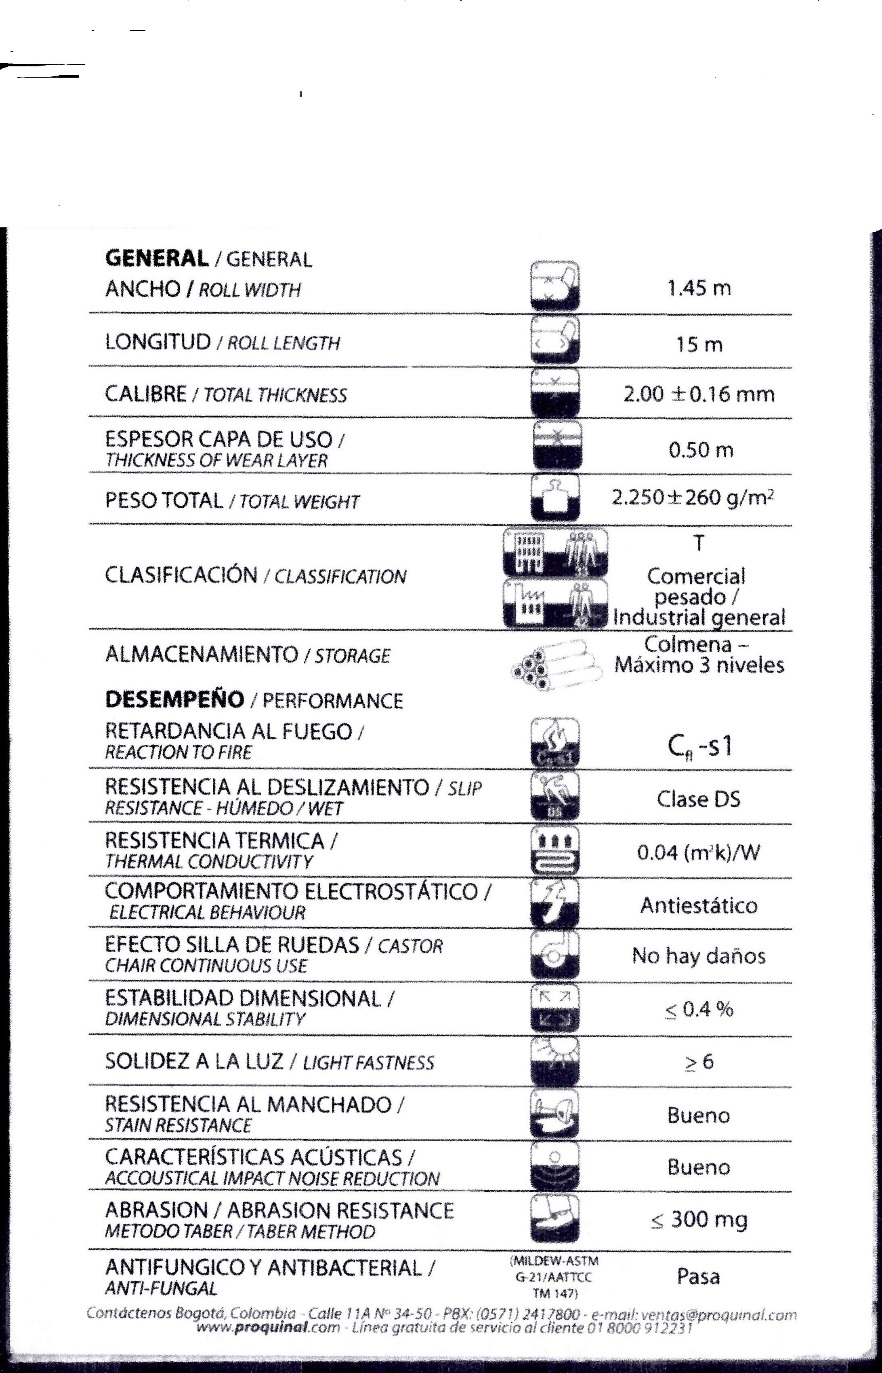 GENERAL / GENERAL
ANCHO / ROLL WIDTH 1.45 m
LONGITUD / ROLL LENGTH 15 m
CALIBRE / TOTAL THICKNESS 2.00 ±0.16 mm
ESPESOR CAPA DE USO /
THICKNESS OF WEAR LAYER 0.50 m
PESO TOTAL / TOTAL WEIGHT 2.250±260 g/m²
T
CLASIFICACIÓN / CLASSIFICATION Comercial
pesado /
Industrial general
ALMACENAMIENTO / STORAGE Colmena –
Máximo 3 niveles
DESEMPEÑO / PERFORMANCE
RETARDANCIA AL FUEGO /
REACTION TO FIRE Cfl -s1
RESISTENCIA AL DESLIZAMIENTO / SLIP
RESISTANCE - HÚMEDO / WET DS Clase DS
RESISTENCIA TERMICA /
THERMAL CONDUCTIVITY 0.04 (m²k)/W
COMPORTAMIENTO ELECTROSTÁTICO /
ELECTRICAL BEHAVIOUR Antiestático
EFECTO SILLA DE RUEDAS / CASTOR
CHAIR CONTINUOUS USE No hay daños
ESTABILIDAD DIMENSIONAL /
DIMENSIONAL STABILITY ≤ 0.4 %
SOLIDEZ A LA LUZ / LIGHT FASTNESS ≥ 6
RESISTENCIA AL MANCHADO /
STAIN RESISTANCE Bueno
CARACTERÍSTICAS ACÚSTICAS /
ACCOUSTICAL IMPACT NOISE REDUCTION Bueno
ABRASION / ABRASION RESISTANCE
METODO TABER / TABER METHOD ≤ 300 mg
ANTIFUNGICO Y ANTIBACTERIAL /
ANTI-FUNGAL (MILDEW-ASTM
G-21/AATTCC
TM 147) Pasa
Contáctenos Bogotá, Colombia - Calle 11A Nº 34-50 - PBX: (0571) 2417800 - e-mail: ventas@proquinal.com
www.proquinal.com - Línea gratuita de servicio al cliente 01 8000 912231